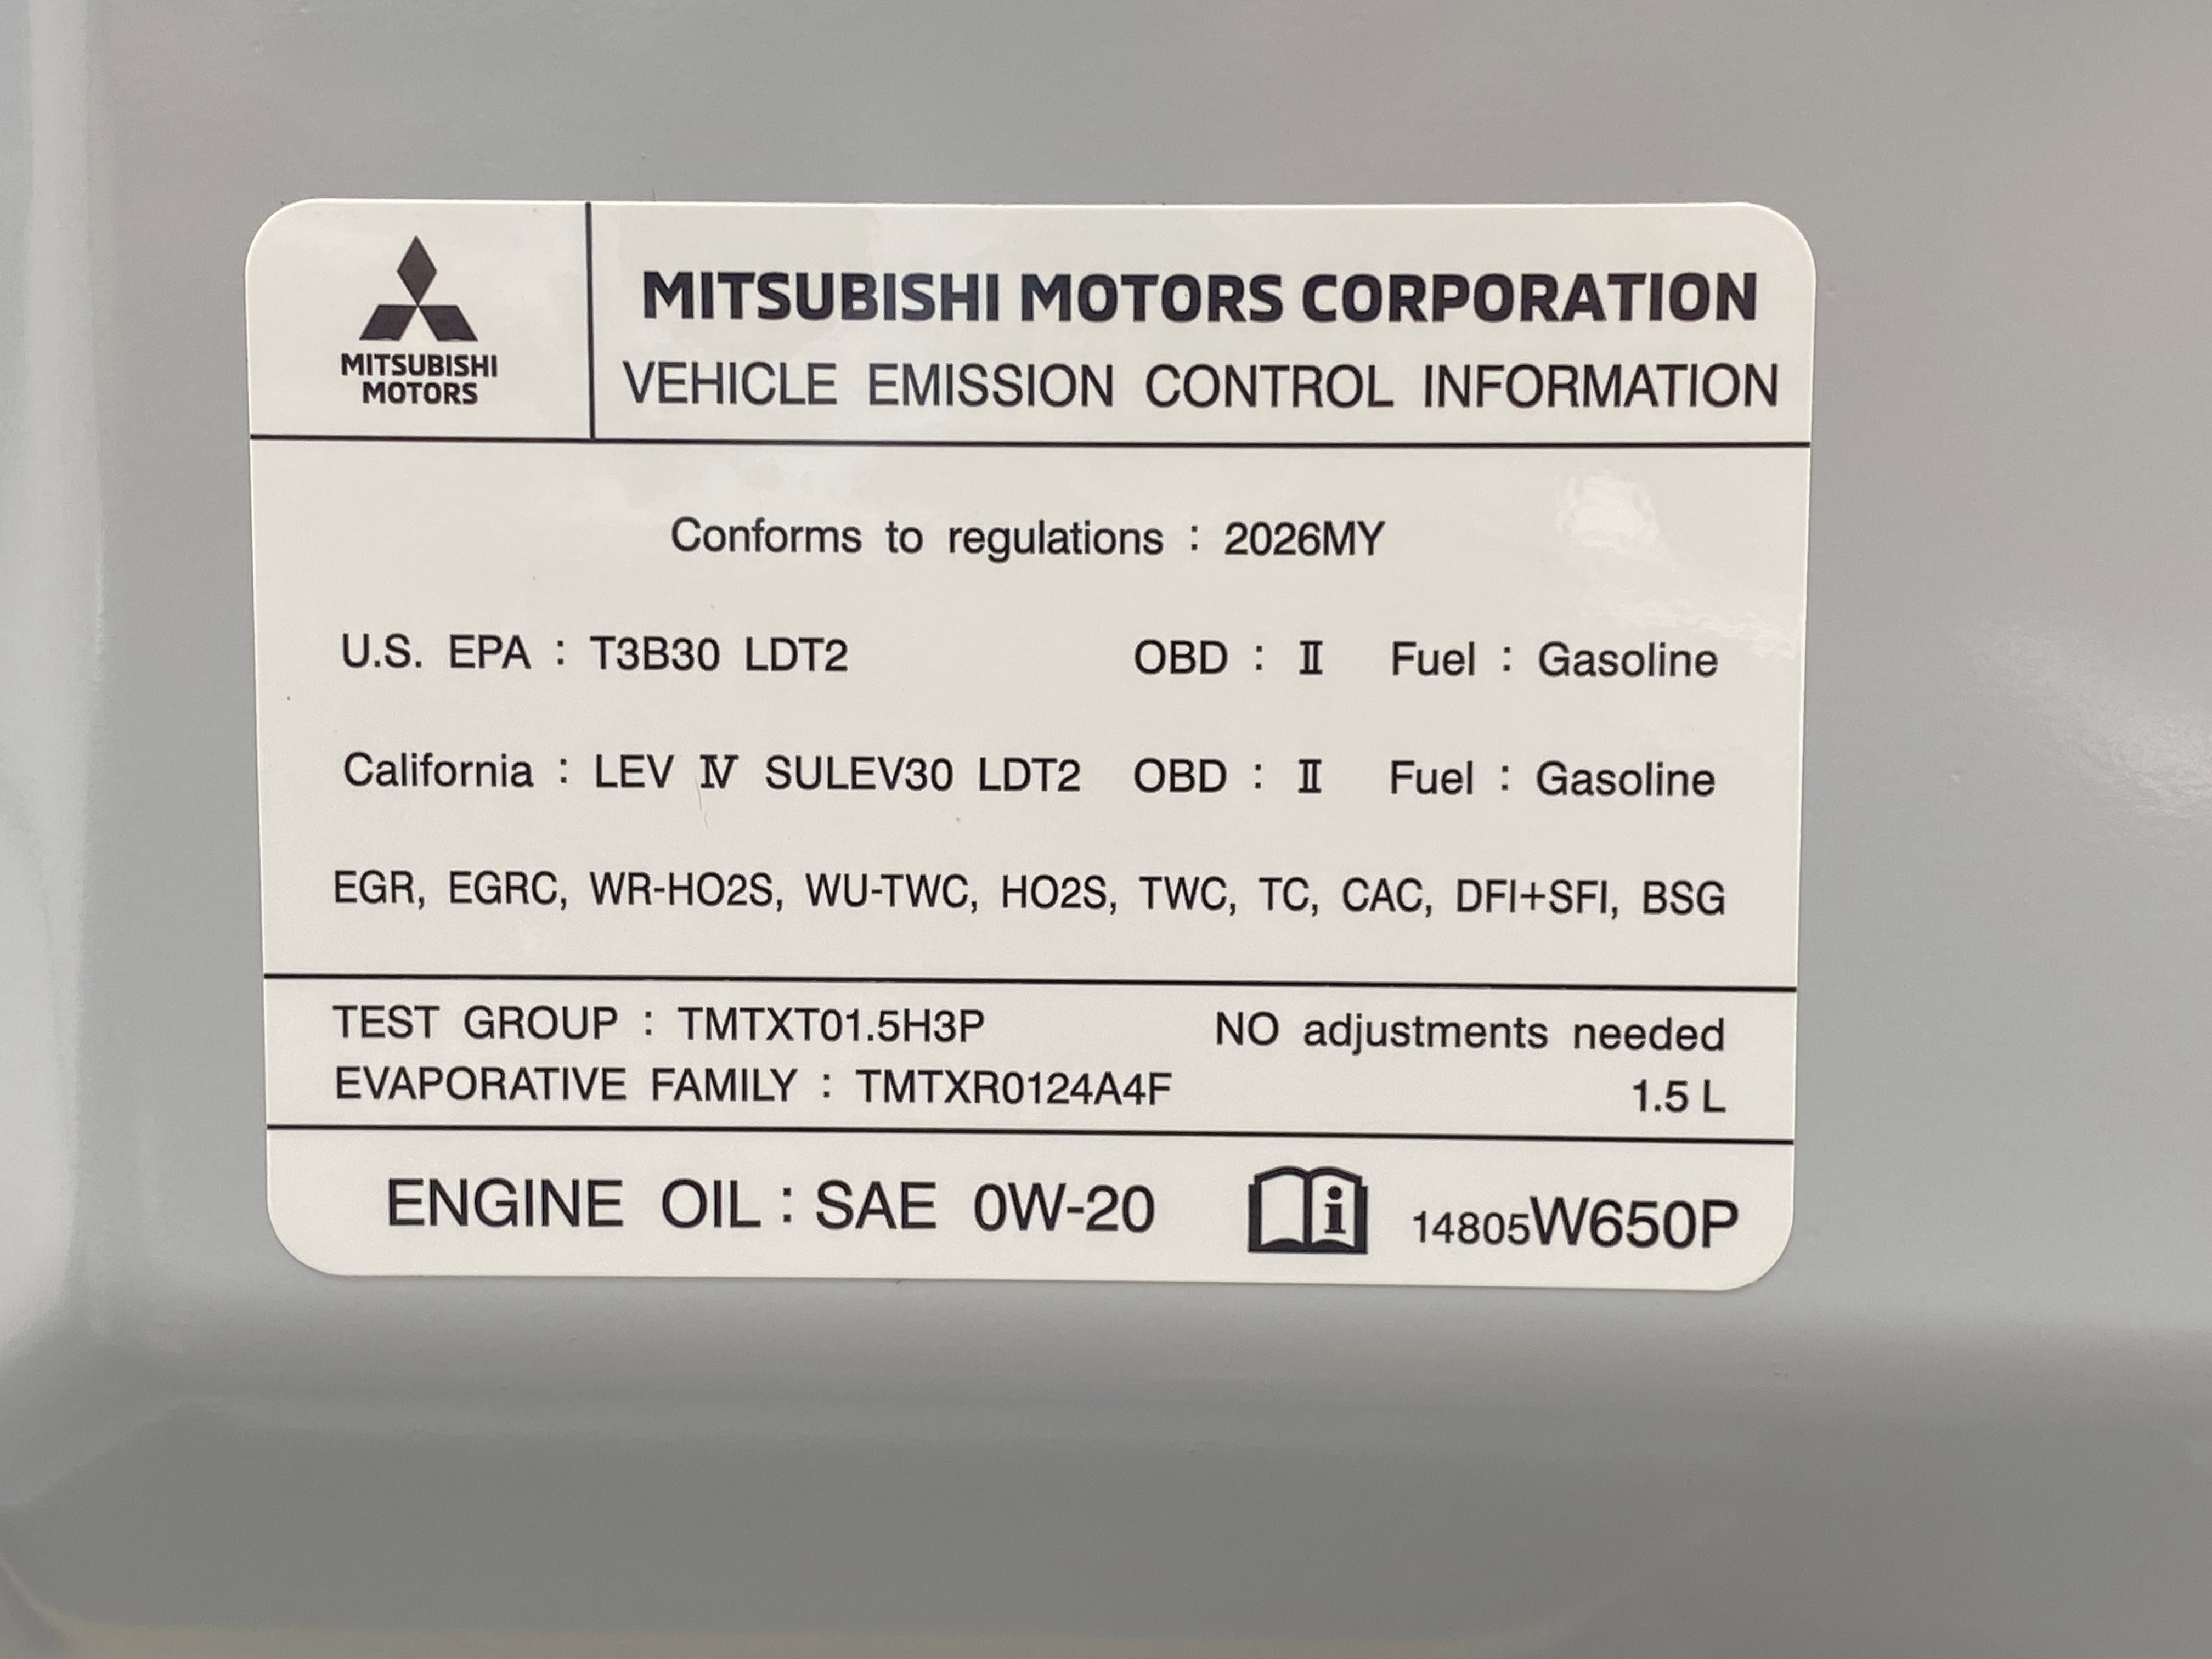 MITSUBISHI
MOTORS
MITSUBISHI MOTORS CORPORATION
VEHICLE EMISSION CONTROL INFORMATION
Conforms to regulations : 2026MY
U.S. EPA : T3B30 LDT2 OBD : Ⅱ Fuel : Gasoline
California : LEV Ⅳ SULEV30 LDT2 OBD : Ⅱ Fuel : Gasoline
EGR, EGRC, WR-HO2S, WU-TWC, HO2S, TWC, TC, CAC, DFI+SFI, BSG
TEST GROUP : TMTXT01.5H3P NO adjustments needed
EVAPORATIVE FAMILY : TMTXR0124A4F 1.5 L
ENGINE OIL : SAE 0W-20 i 14805W650P